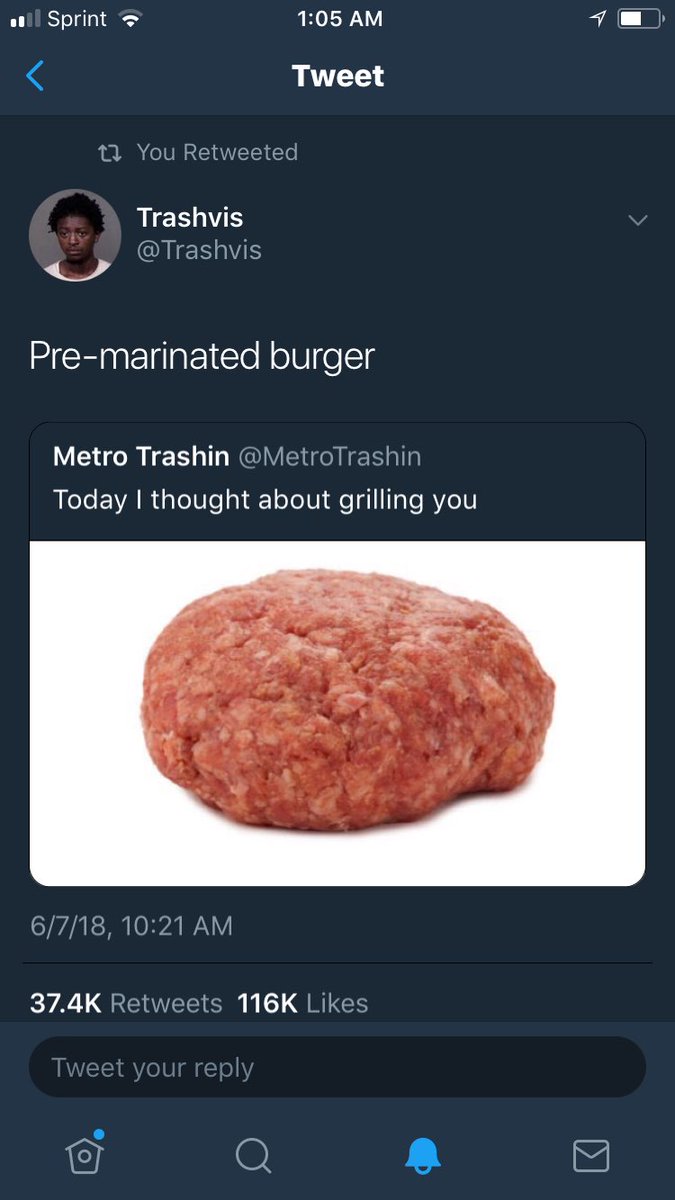 Sprint 1:05 AM
Tweet
You Retweeted
Trashvis
@Trashvis
Pre-marinated burger
Metro Trashin @MetroTrashin
Today I thought about grilling you
6/7/18, 10:21 AM
37.4K Retweets 116K Likes
Tweet your reply